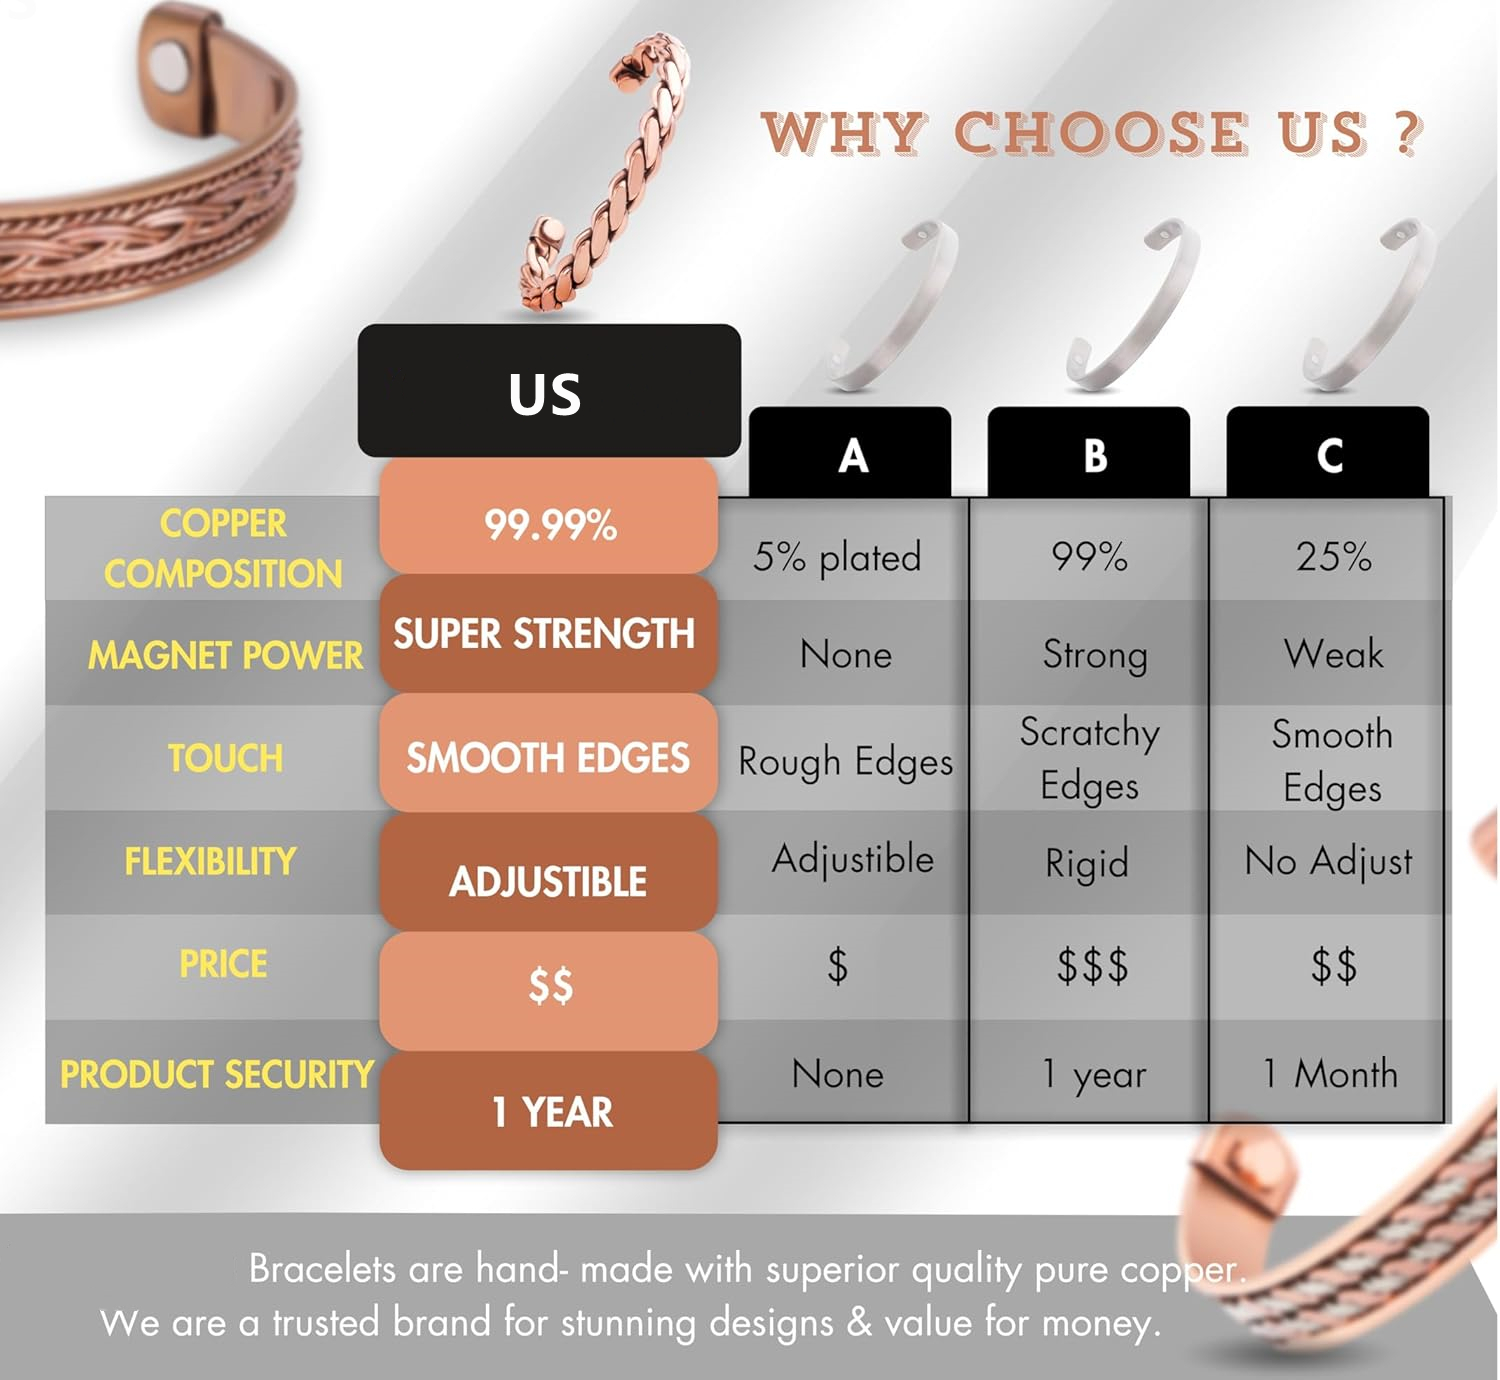 WHY CHOOSE US ?
US
A B C
COPPER
COMPOSITION
99.99%
5% plated
99%
25%
MAGNET POWER
SUPER STRENGTH
None
Strong
Weak
TOUCH
SMOOTH EDGES
Rough Edges
Scratchy
Edges
Smooth
Edges
FLEXIBILITY
ADJUSTIBLE
Adjustible
Rigid
No Adjust
PRICE
$$
$
$$$
$$
PRODUCT SECURITY
1 YEAR
None
1 year
1 Month
Bracelets are hand- made with superior quality pure copper.
We are a trusted brand for stunning designs & value for money.